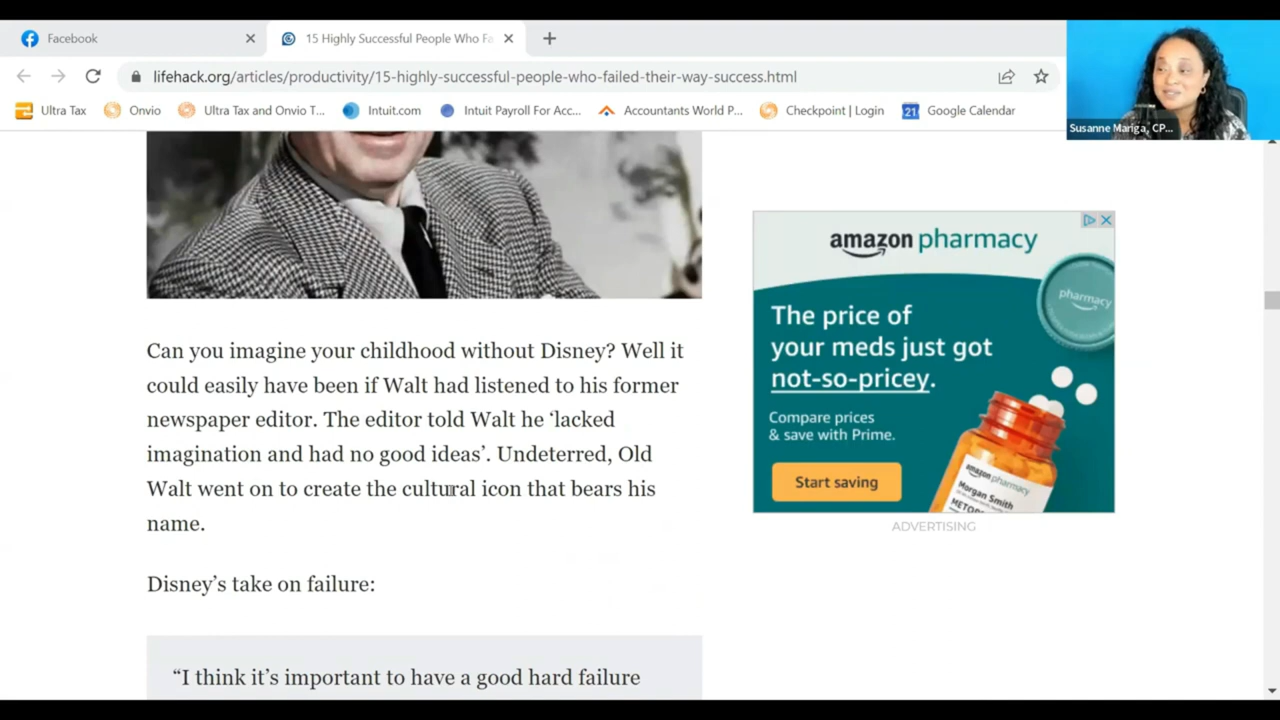 Facebook
15 Highly Successful People Who Fa
lifehack.org/articles/productivity/15-highly-successful-people-who-failed-their-way-success.html
Ultra Tax
Onvio
Ultra Tax and Onvio T...
Intuit.com
Intuit Payroll For Acc...
Accountants World P...
Checkpoint | Login
21
Google Calendar
Susanne Mariga, CP...
Can you imagine your childhood without Disney? Well it
could easily have been if Walt had listened to his former
newspaper editor. The editor told Walt he ‘lacked
imagination and had no good ideas’. Undeterred, Old
Walt went on to create the cultural icon that bears his
name.
Disney’s take on failure:
“I think it’s important to have a good hard failure
amazon pharmacy
The price of
your meds just got
not-so-pricey.
Compare prices
& save with Prime.
Start saving
pharmacy
amazon pharmacy
Morgan Smith
ADVERTISING